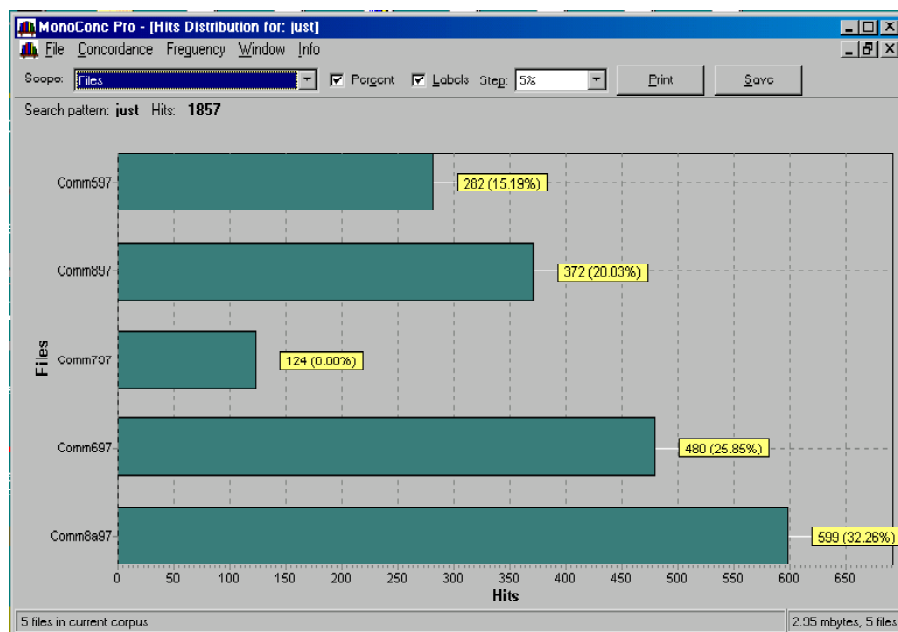 MonoConc Pro - [Hits Distribution for: just]
File Concordance Frequency Window Info
Scope: Files Percent Labels Step: 5% Print Save
Search pattern: just Hits: 1857
Comm597 282 (15.19%)
Comm897 372 (20.03%)
Files
Comm797 124 (0.00%)
Comm697 480 (25.85%)
Comm8a97 599 (32.26%)
0 50 100 150 200 250 300 350 400 450 500 550 600 650
Hits
5 files in current corpus 2.95 mbytes, 5 files